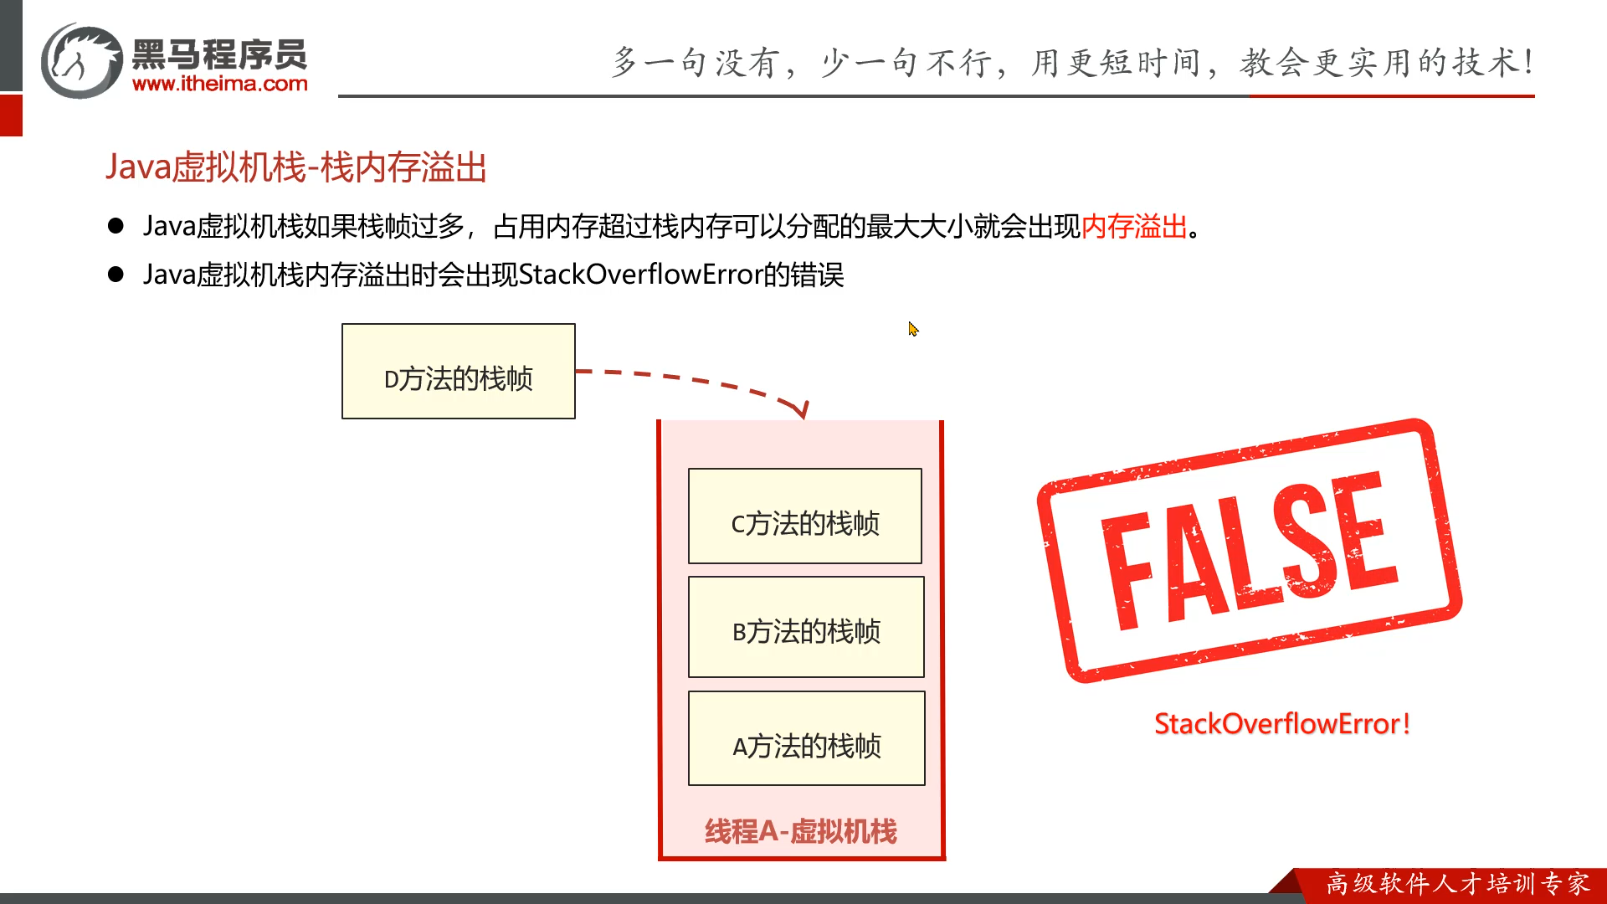 黑马程序员
www.itheima.com
多一句没有，少一句不行，用更短时间，教会更实用的技术！
Java虚拟机栈-栈内存溢出
Java虚拟机栈如果栈帧过多，占用内存超过栈内存可以分配的最大大小就会出现内存溢出。
Java虚拟机栈内存溢出时会出现StackOverflowError的错误
D方法的栈帧
C方法的栈帧
B方法的栈帧
A方法的栈帧
线程A-虚拟机栈
FALSE
StackOverflowError！
高级软件人才培训专家